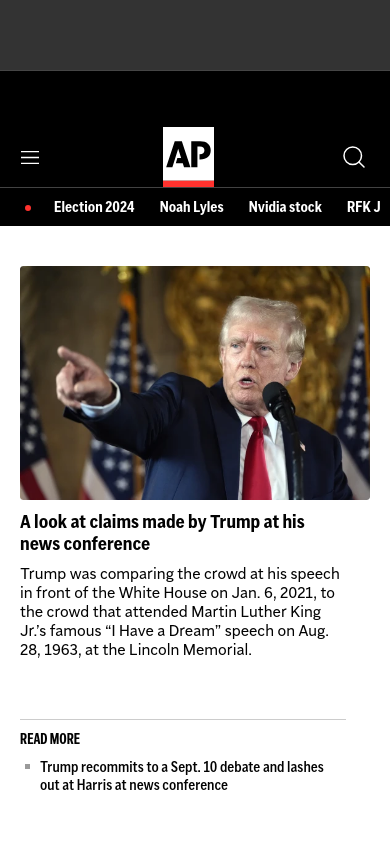 AP
Election 2024 Noah Lyles Nvidia stock RFK J
A look at claims made by Trump at his
news conference
Trump was comparing the crowd at his speech
in front of the White House on Jan. 6, 2021, to
the crowd that attended Martin Luther King
Jr.’s famous “I Have a Dream” speech on Aug.
28, 1963, at the Lincoln Memorial.
READ MORE
Trump recommits to a Sept. 10 debate and lashes
out at Harris at news conference